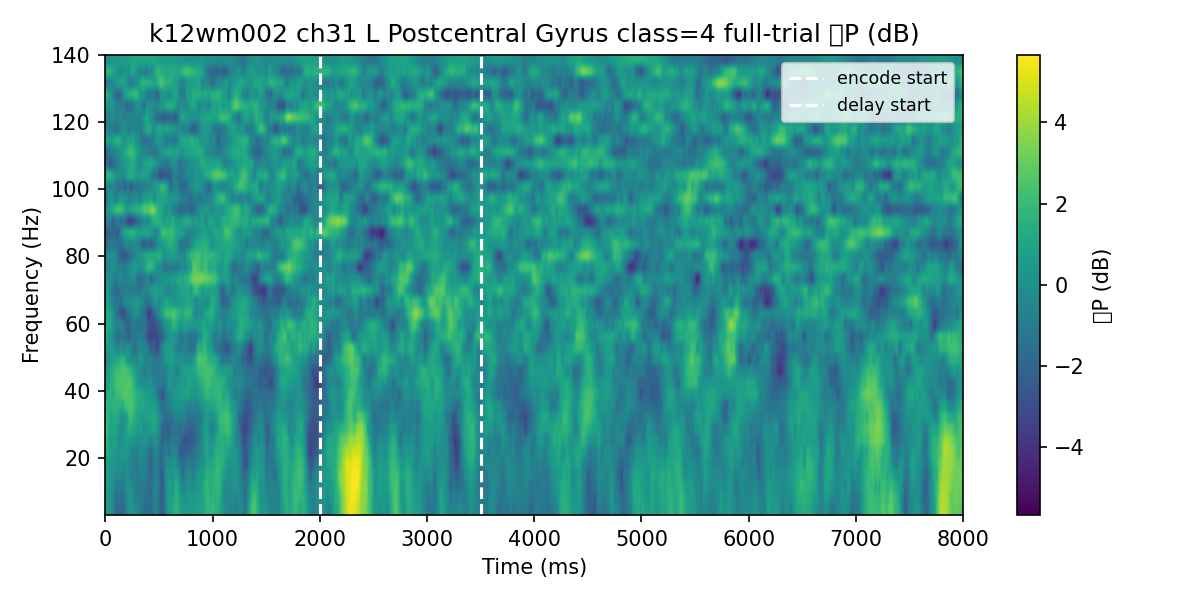 k12wm002 ch31 L Postcentral Gyrus class=4 full-trial ▯P (dB)
140
120
100
80
60
40
20
Frequency (Hz)
encode start
delay start
0 1000 2000 3000 4000 5000 6000 7000 8000
Time (ms)
4
2
0
−2
−4
▯P (dB)